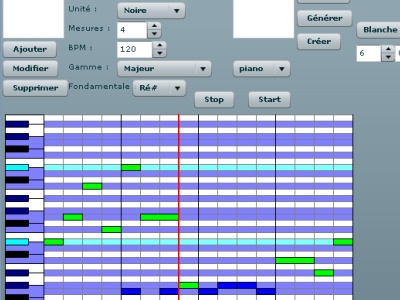 Unité :
Noire
Mesures :
4
Générer
Créer
Blanche
Ajouter
BPM :
120
6
Modifier
Gamme :
Majeur
piano
Supprimer
Fondamentale :
Ré#
Stop
Start